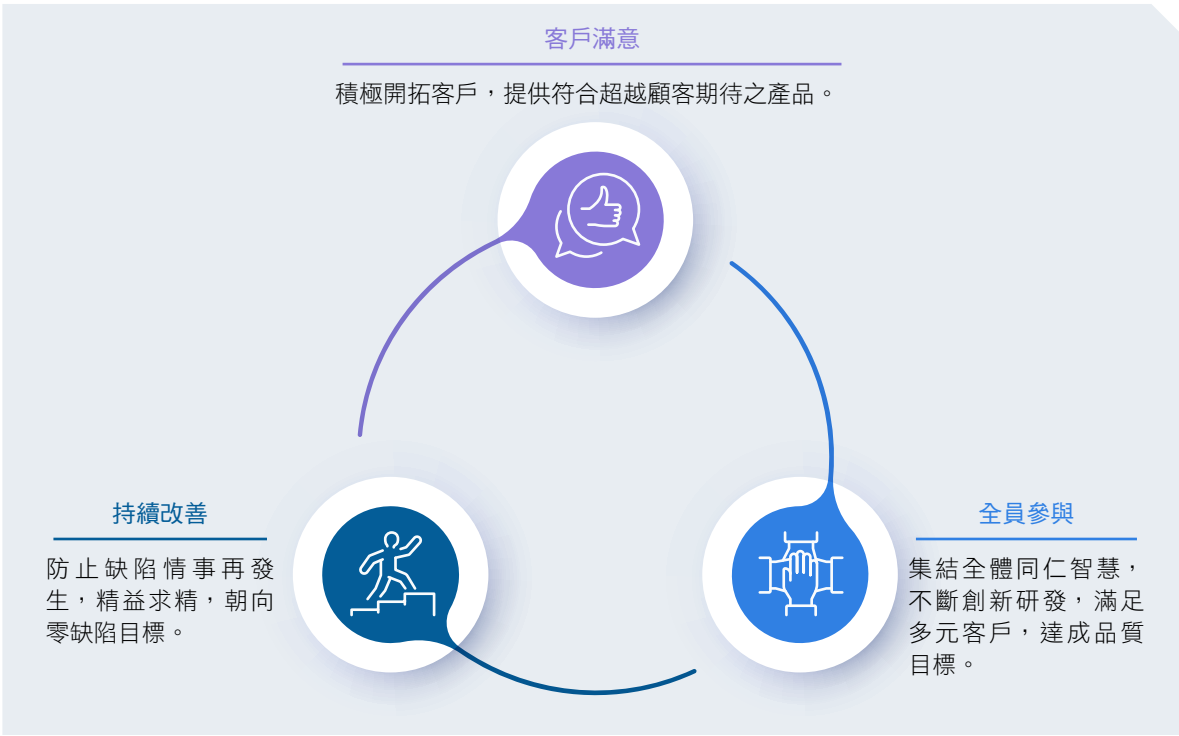 客戶滿意
積極開拓客戶，提供符合超越顧客期待之產品。
持續改善
防止缺陷情事再發
生，精益求精，朝向
零缺陷目標。
全員參與
集結全體同仁智慧，
不斷創新研發，滿足
多元客戶，達成品質
目標。